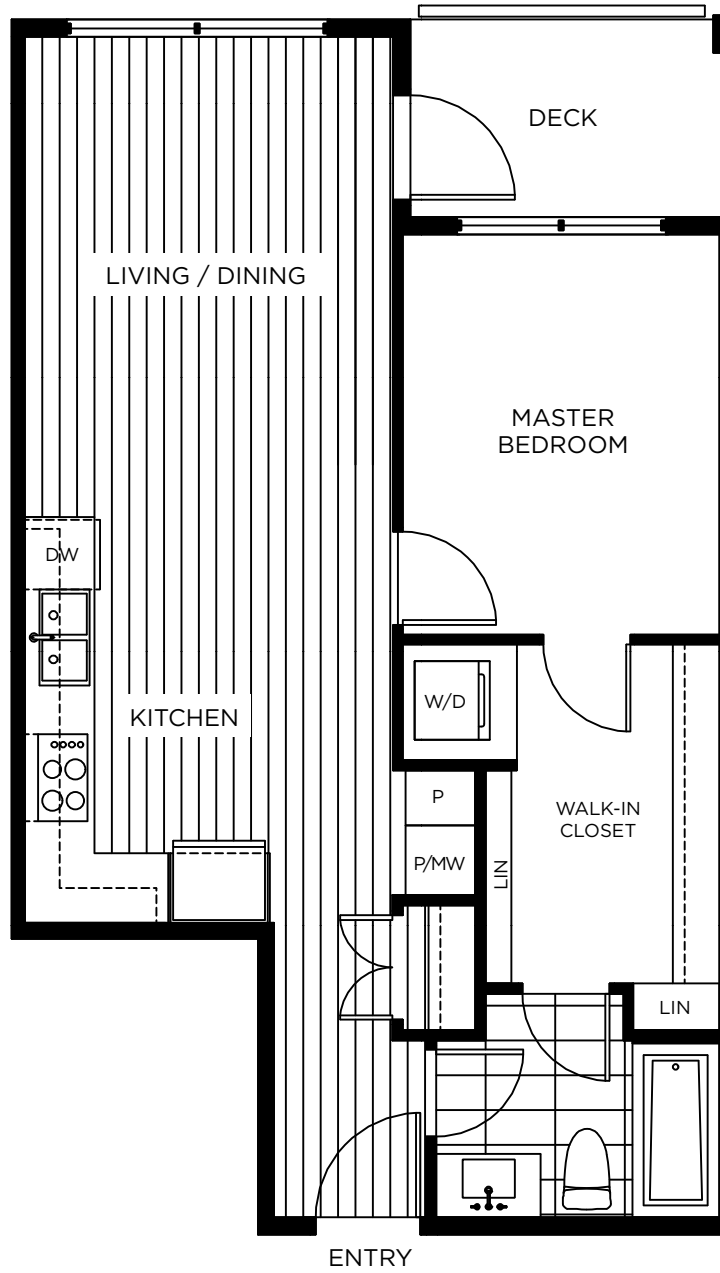 DECK
LIVING / DINING
MASTER
BEDROOM
DW
W/D
KITCHEN
P
WALK-IN
CLOSET
P/MW
LIN
LIN
ENTRY